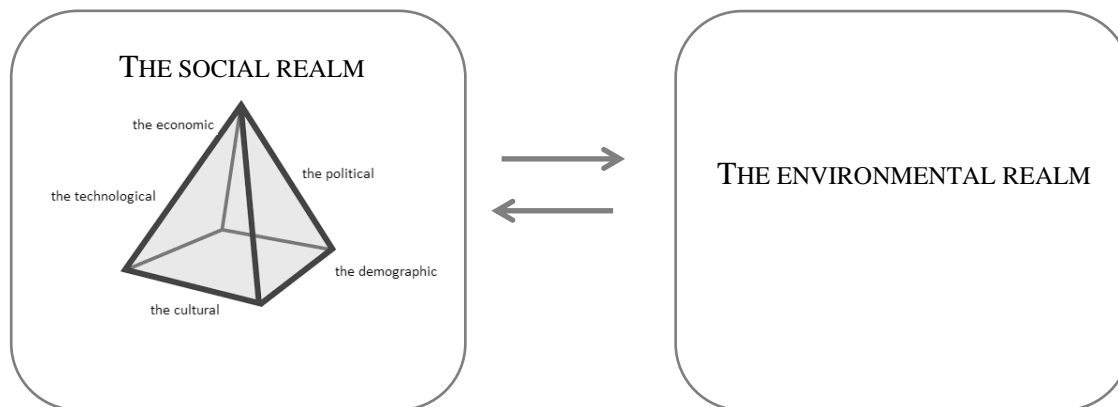 THE SOCIAL REALM
the economic
the political
the technological
the demographic
the cultural
THE ENVIRONMENTAL REALM